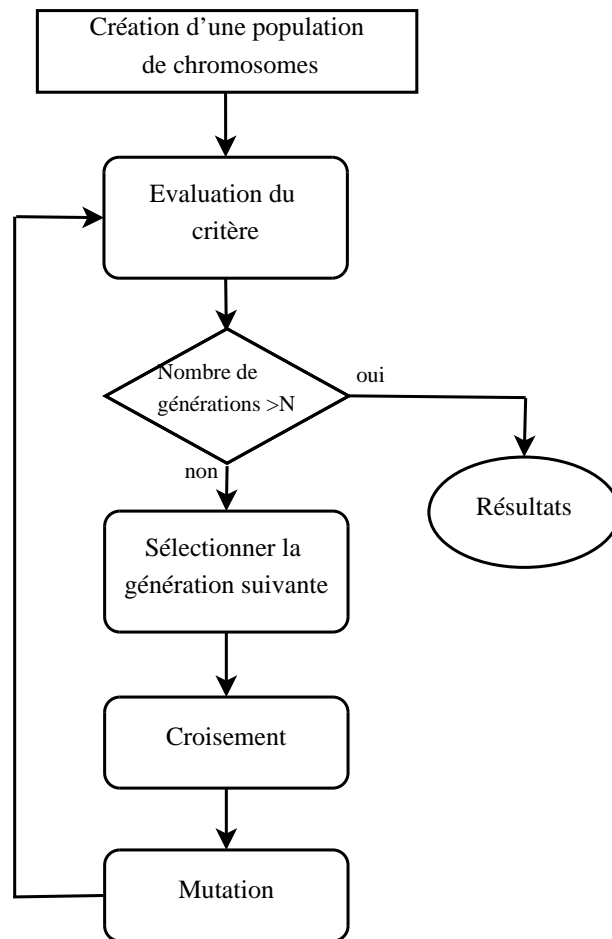 Création d’une population
de chromosomes
Evaluation du
critère
Nombre de
générations >N
oui
non
Résultats
Sélectionner la
génération suivante
Croisement
Mutation